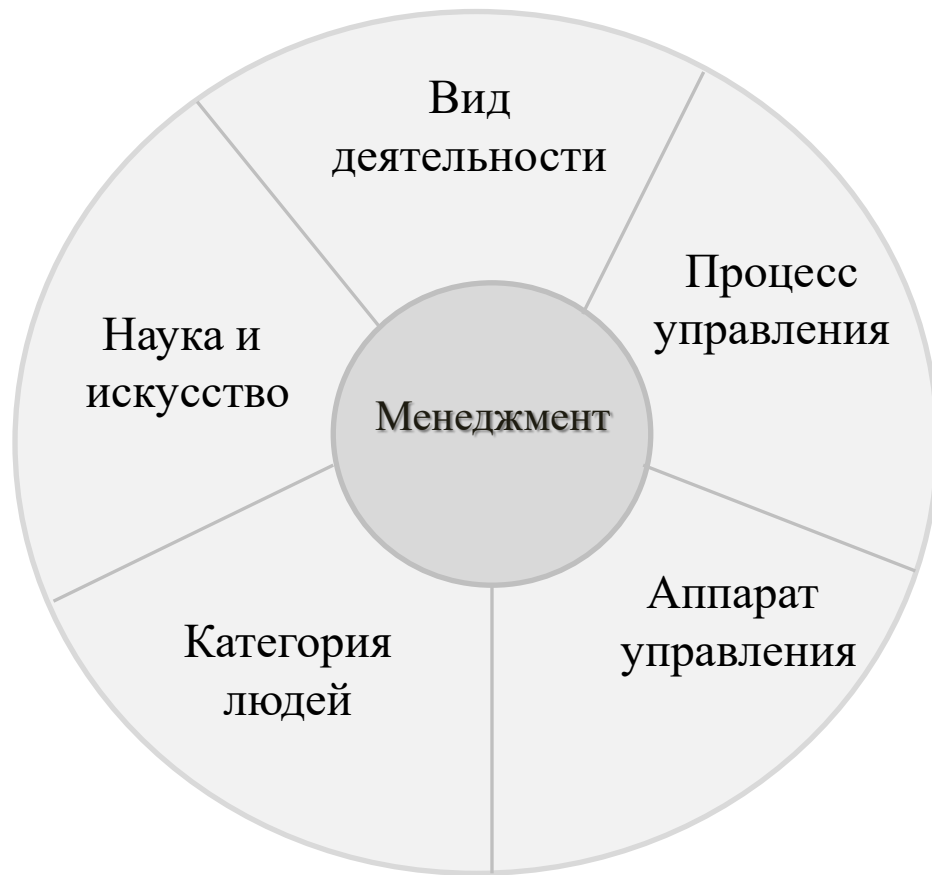 Вид
деятельности
Процесс
управления
Наука и
искусство
Менеджмент
Аппарат
управления
Категория
людей